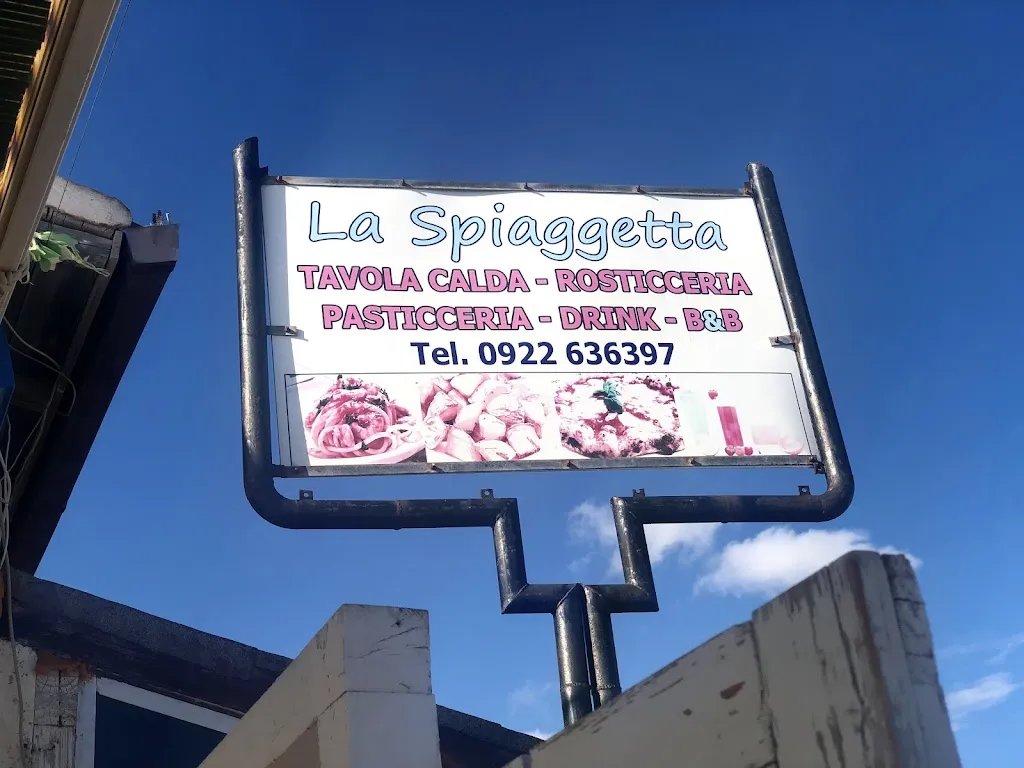 La Spiaggetta
TAVOLA CALDA - ROSTICCERIA
PASTICCERIA - DRINK - B&B
Tel. 0922 636397